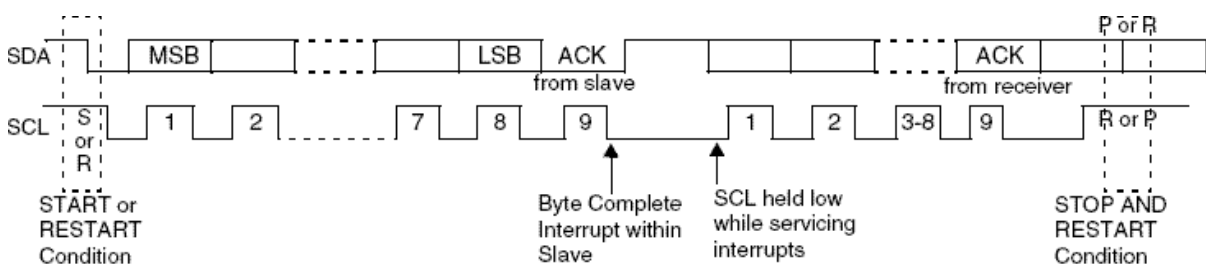 P or R
SDA MSB LSB ACK ACK
from slave from receiver
SCL S or R 1 2 7 8 9 1 2 3-8 9 R or P
START or
RESTART
Condition
Byte Complete
Interrupt within
Slave
SCL held low
while servicing
interrupts
STOP AND
RESTART
Condition